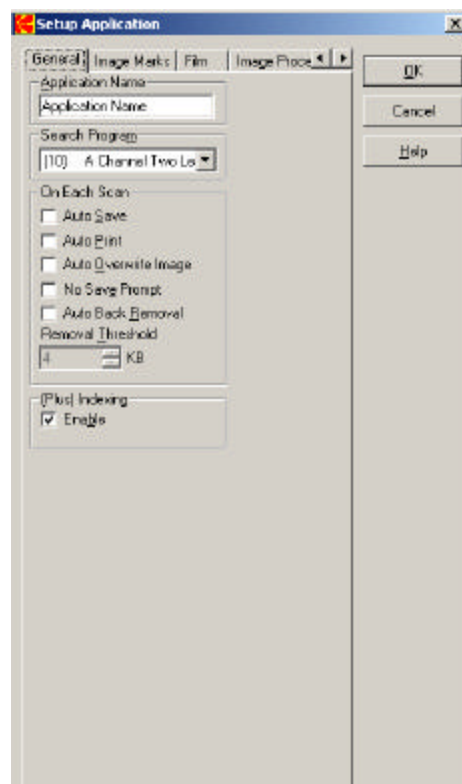 Setup Application
General Image Marks Film Image Proce
OK
Application Name
Application Name
Cancel
Search Program
Help
(10) A Channel Two Le
On Each Scan
Auto Save
Auto Print
Auto Overwrite Image
No Save Prompt
Auto Back Removal
Removal Threshold
4 KB
(Plus) Indexing
Enable